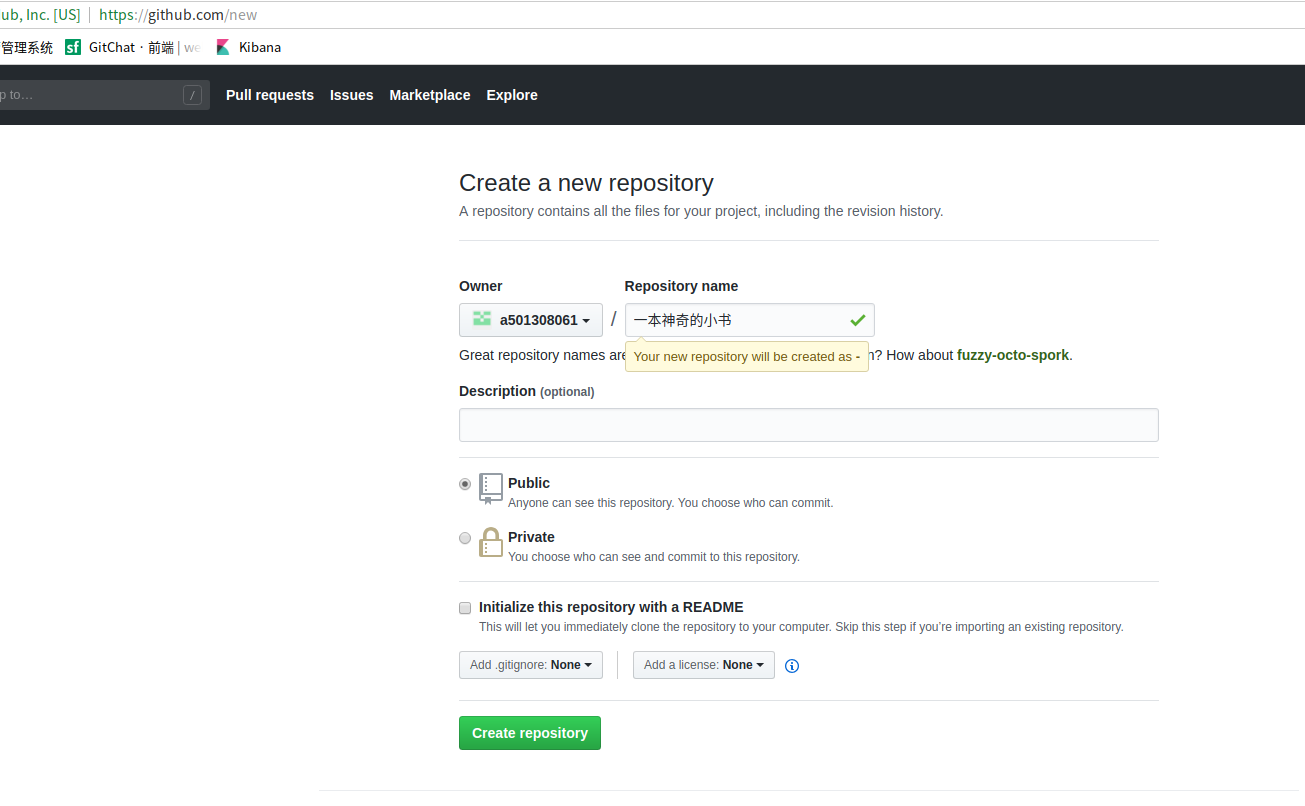 ub, Inc. [US] | https://github.com/new
管理系统 sf GitChat · 前端 | we Kibana
p to… / Pull requests Issues Marketplace Explore
Create a new repository
A repository contains all the files for your project, including the revision history.
Owner Repository name
a501308061 / 一本神奇的小书
Great repository names are Your new repository will be created as - n? How about fuzzy-octo-spork.
Description (optional)
Public
Anyone can see this repository. You choose who can commit.
Private
You choose who can see and commit to this repository.
Initialize this repository with a README
This will let you immediately clone the repository to your computer. Skip this step if you’re importing an existing repository.
Add .gitignore: None Add a license: None
Create repository